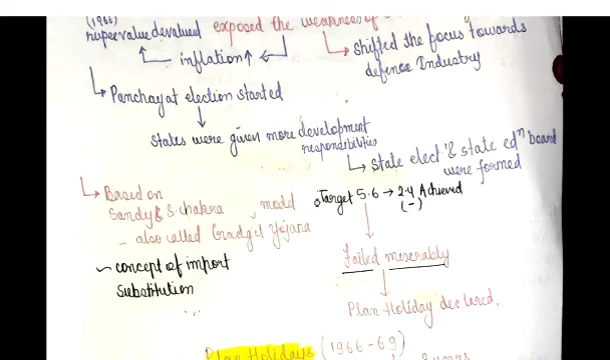 (1966)
rupee value devalued exposed the weakness of
inflation↑ ← ↳ shifted the focus towards
defence Industry
↳ Panchayat election started
↓
States were given more development
responsibilities
↳ state elect'' & state edⁿ board
were formed
↳ Based on
Sandy & S. chakra model
- also called Gradgil Yojana
~ concept of import
substitution
Target 5.6 → 2.4 Achieved
(-)
Failed miserably
Plan Holiday declared.
Plan Holidays (1966-69)
3 years